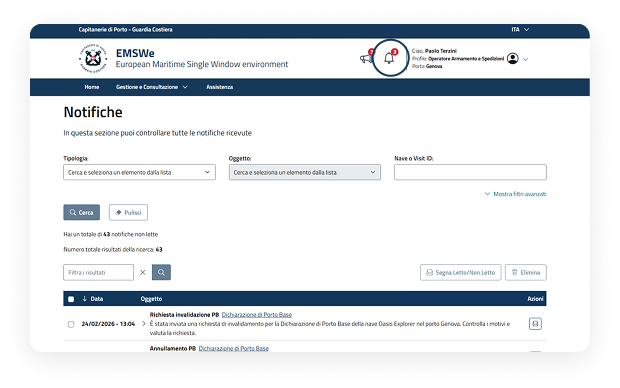 Capitanerie di Porto - Guardia Costiera
ITA
EMSWe
European Maritime Single Window environment
2
3
Ciao, Paolo Terzini
Profilo: Operatore Armamento e Spedizioni
Porto: Genova
Home
Gestione e Consultazione
Assistenza
Notifiche
In questa sezione puoi controllare tutte le notifiche ricevute
Tipologia:
Oggetto:
Nave o Visit ID:
Cerca e seleziona un elemento dalla lista
Cerca e seleziona un elemento dalla lista
Mostra filtri avanzati
Cerca
Pulisci
Hai un totale di 43 notifiche non lette
Numero totale risultati della ricerca: 43
Filtra i risultati
Segna Letto/Non Letto
Elimina
Data
Oggetto
Azioni
Richiesta invalidazione PB Dichiarazione di Porto Base
24/02/2026 - 13:04
È stata inviata una richiesta di invalidamento per la Dichiarazione di Porto Base della nave Oasis Explorer nel porto Genova. Controlla i motivi e
valuta la richiesta.
Annullamento PB Dichiarazione di Porto Base